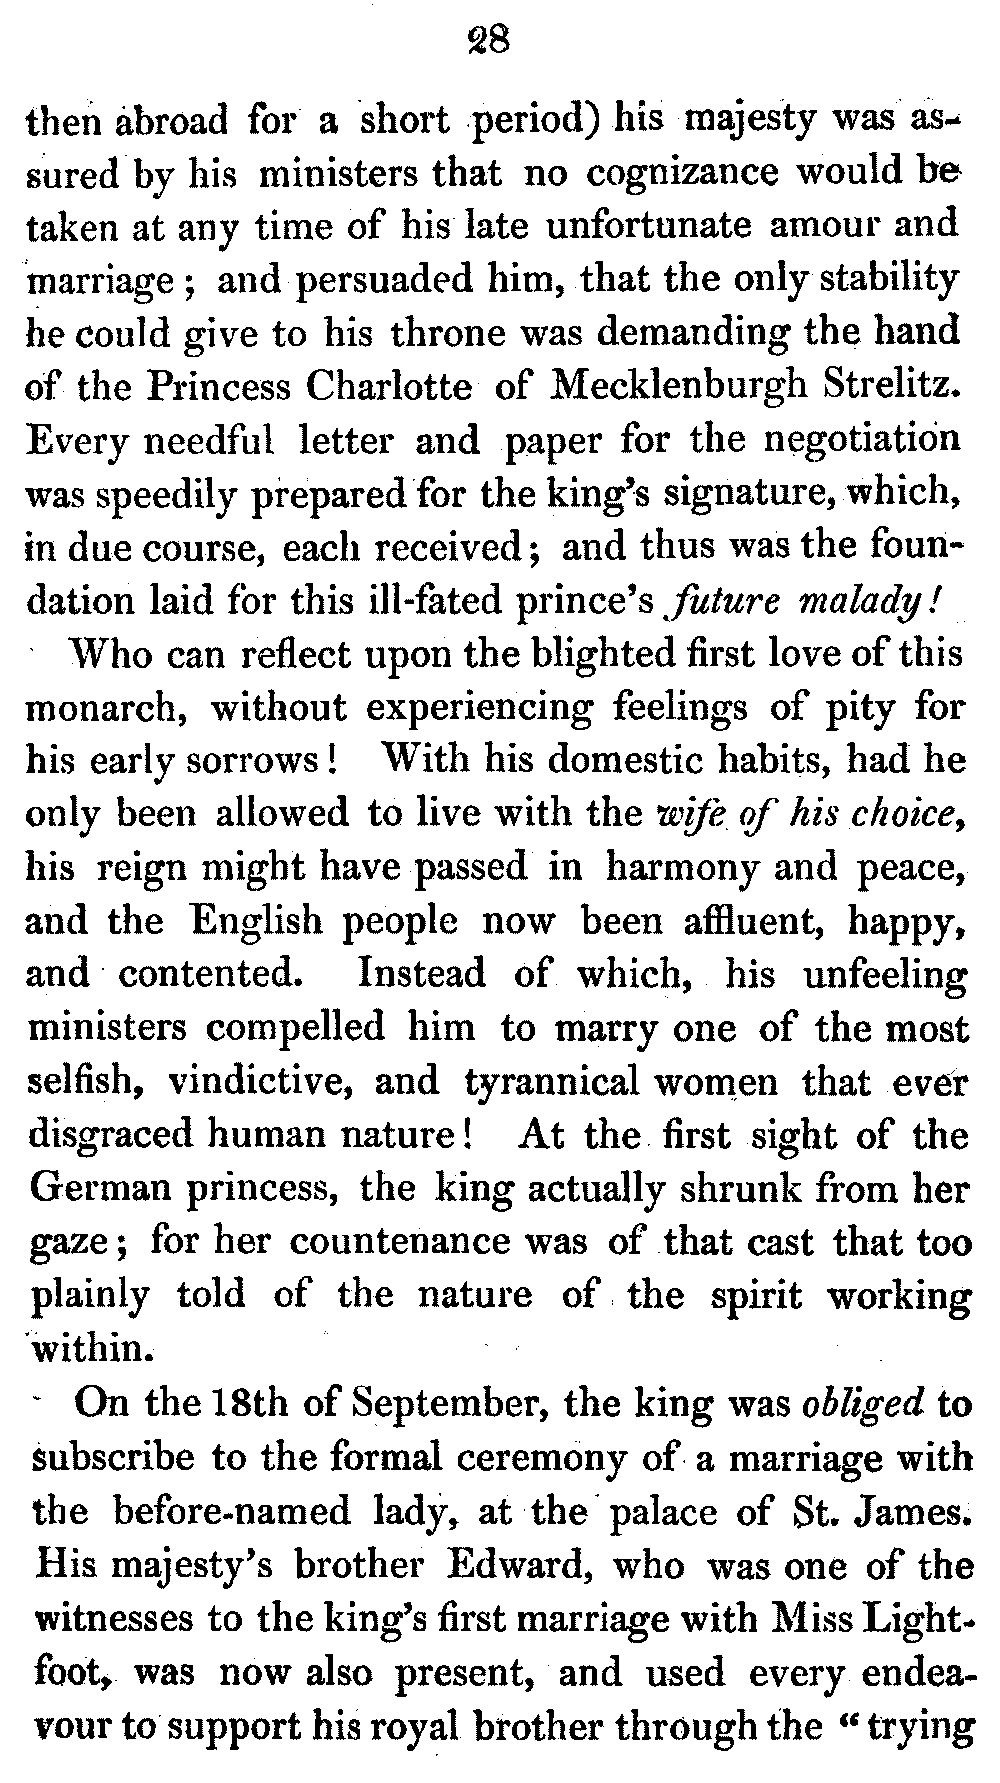 28
then abroad for a short period) his majesty was as-
sured by his ministers that no cognizance would be
taken at any time of his late unfortunate amour and
marriage ; and persuaded him, that the only stability
he could give to his throne was demanding the hand
of the Princess Charlotte of Mecklenburgh Strelitz.
Every needful letter and paper for the negotiation
was speedily prepared for the king's signature, which,
in due course, each received ; and thus was the foun-
dation laid for this ill-fated prince's future malady !
Who can reflect upon the blighted first love of this
monarch, without experiencing feelings of pity for
his early sorrows ! With his domestic habits, had he
only been allowed to live with the wife of his choice,
his reign might have passed in harmony and peace,
and the English people now been affluent, happy,
and contented. Instead of which, his unfeeling
ministers compelled him to marry one of the most
selfish, vindictive, and tyrannical women that ever
disgraced human nature ! At the first sight of the
German princess, the king actually shrunk from her
gaze ; for her countenance was of that cast that too
plainly told of the nature of the spirit working
within.
On the 18th of September, the king was obliged to
subscribe to the formal ceremony of a marriage with
the before-named lady, at the palace of St. James.
His majesty's brother Edward, who was one of the
witnesses to the king's first marriage with Miss Light-
foot, was now also present, and used every endea-
vour to support his royal brother through the “ trying